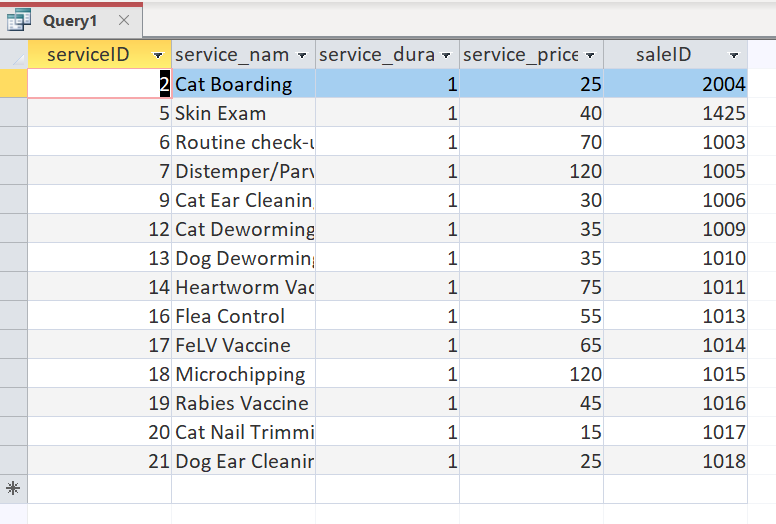 Query1
serviceID service_nam service_dura service_price saleID
2 Cat Boarding 1 25 2004
5 Skin Exam 1 40 1425
6 Routine check-u 1 70 1003
7 Distemper/Parv 1 120 1005
9 Cat Ear Cleanin 1 30 1006
12 Cat Deworming 1 35 1009
13 Dog Deworming 1 35 1010
14 Heartworm Vac 1 75 1011
16 Flea Control 1 55 1013
17 FeLV Vaccine 1 65 1014
18 Microchipping 1 120 1015
19 Rabies Vaccine 1 45 1016
20 Cat Nail Trimmi 1 15 1017
21 Dog Ear Cleanin 1 25 1018